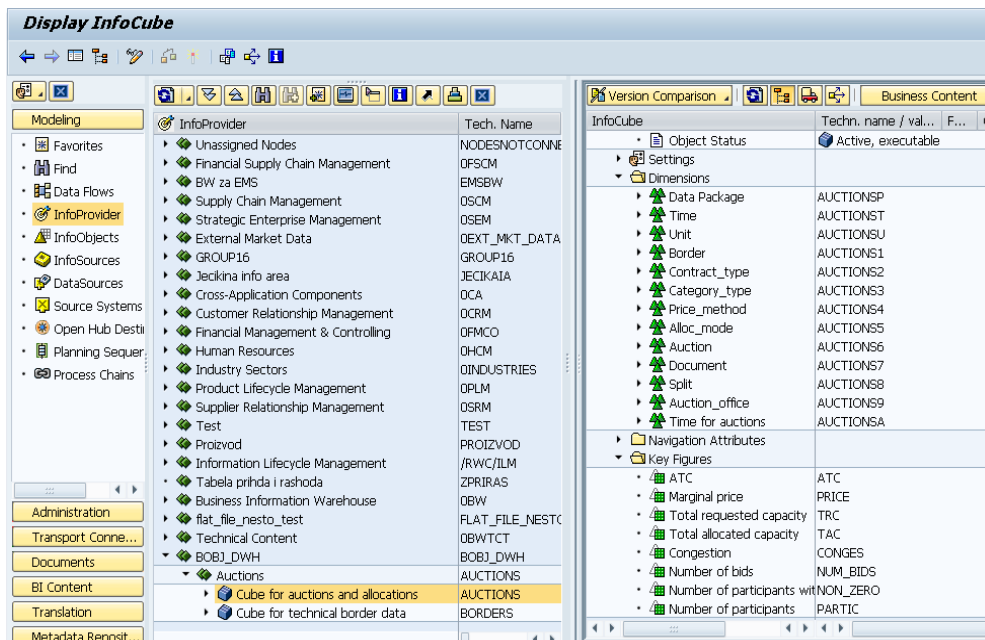 Display InfoCube
Modeling
Favorites
Find
Data Flows
InfoProvider
InfoObjects
InfoSources
DataSources
Source Systems
Open Hub Desti
Planning Sequer
Process Chains
Administration
Transport Conne...
Documents
BI Content
Translation
Metadata Reposit...
InfoProvider Tech. Name
Unassigned Nodes NODESNOTCONNE
Financial Supply Chain Management 0FSCM
BW za EMS EMSBW
Supply Chain Management 0SCM
Strategic Enterprise Management 0SEM
External Market Data 0EXT_MKT_DATA
GROUP16 GROUP16
Jecikina info area JECIKAIA
Cross-Application Components 0CA
Customer Relationship Management 0CRM
Financial Management & Controlling 0FMCO
Human Resources 0HCM
Industry Sectors 0INDUSTRIES
Product Lifecycle Management 0PLM
Supplier Relationship Management 0SRM
Test TEST
Proizvod PROIZVOD
Information Lifecycle Management /RWC/ILM
Tabela prihda i rashoda ZPRIRAS
Business Information Warehouse 0BW
flat_file_nesto_test FLAT_FILE_NESTO
Technical Content 0BWTCT
BOBJ_DWH BOBJ_DWH
Auctions AUCTIONS
Cube for auctions and allocations AUCTIONS
Cube for technical border data BORDERS
Version Comparison Business Content
InfoCube Techn. name / val... F...
Object Status Active, executable
Settings
Dimensions
Data Package AUCTIONSP
Time AUCTIONST
Unit AUCTIONSU
Border AUCTIONS1
Contract_type AUCTIONS2
Category_type AUCTIONS3
Price_method AUCTIONS4
Alloc_mode AUCTIONS5
Auction AUCTIONS6
Document AUCTIONS7
Split AUCTIONS8
Auction_office AUCTIONS9
Time for auctions AUCTIONSA
Navigation Attributes
Key Figures
ATC ATC
Marginal price PRICE
Total requested capacity TRC
Total allocated capacity TAC
Congestion CONGES
Number of bids NUM_BIDS
Number of participants wit NON_ZERO
Number of participants PARTIC